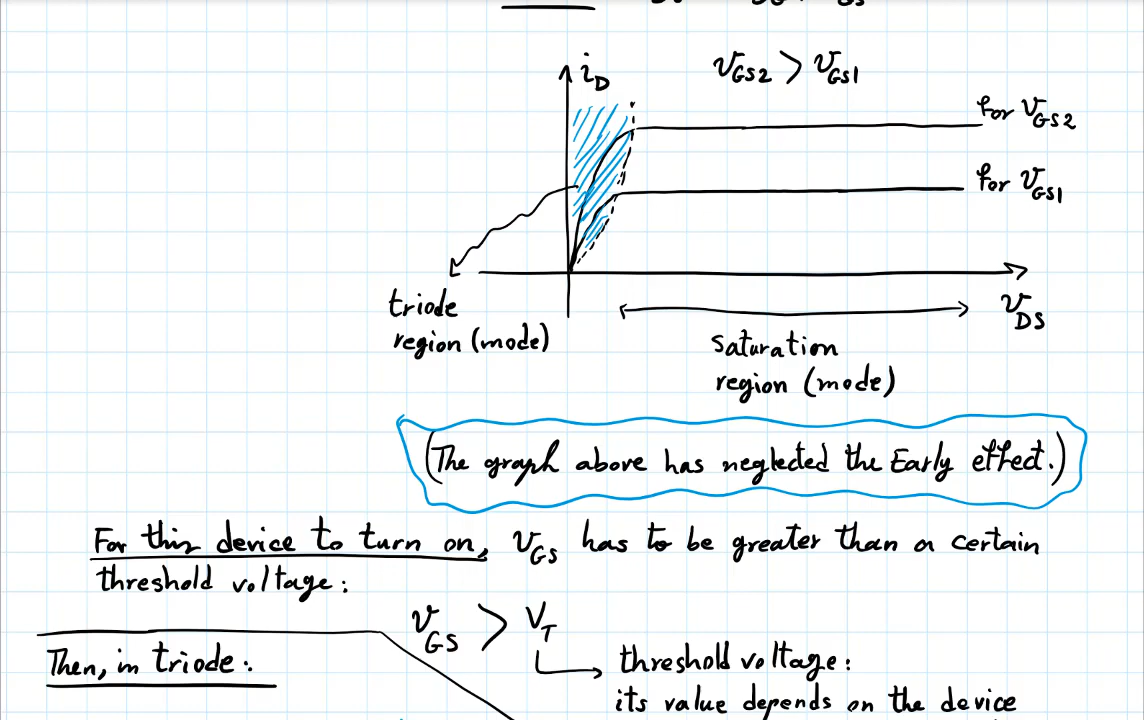 v_GS2 > v_GS1
i_D
for v_GS2
for v_GS1
v_DS
triode
region (mode)
saturation
region (mode)
(The graph above has neglected the Early effect.)
For this device to turn on, v_GS has to be greater than a certain
threshold voltage:
v_GS > V_T
Then, in triode:
threshold voltage:
its value depends on the device